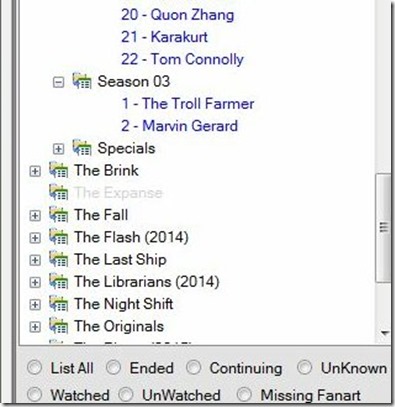 20 - Quon Zhang
21 - Karakurt
22 - Tom Connolly
Season 03
1 - The Troll Farmer
2 - Marvin Gerard
Specials
The Brink
The Expanse
The Fall
The Flash (2014)
The Last Ship
The Librarians (2014)
The Night Shift
The Originals
List All Ended Continuing UnKnown
Watched UnWatched Missing Fanart